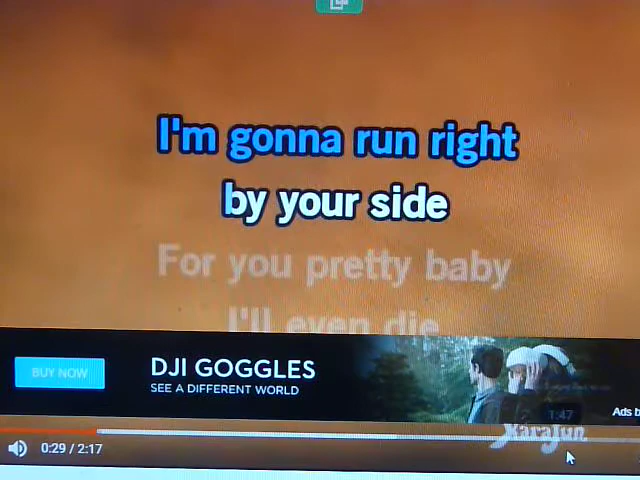 I'm gonna run right
by your side
For you pretty baby
I'll even die
BUY NOW
DJI GOGGLES
SEE A DIFFERENT WORLD
1:47
Ads b
KaraFun
0:29 / 2:17